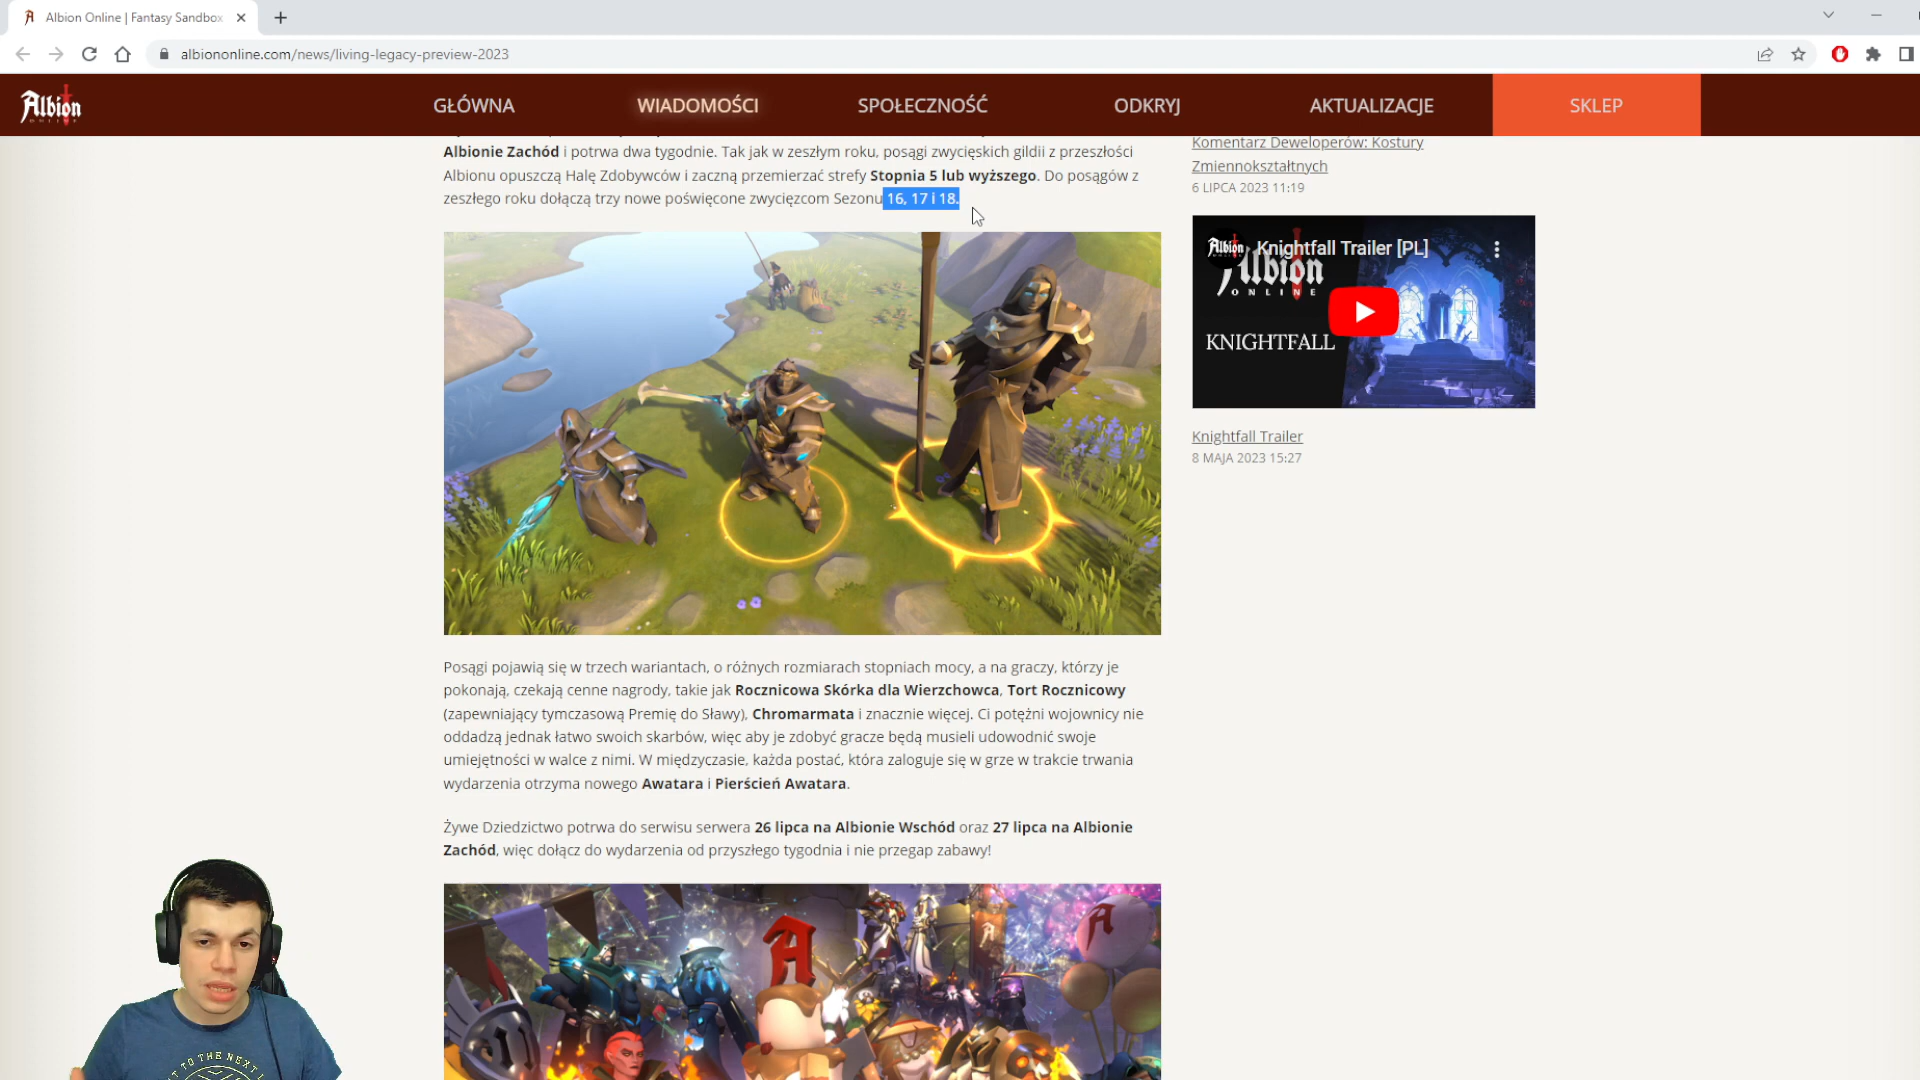 Albion Online | Fantasy Sandbox
albiononline.com/news/living-legacy-preview-2023
Albion
ONLINE
GŁÓWNA
WIADOMOŚCI
SPOŁECZNOŚĆ
ODKRYJ
AKTUALIZACJE
SKLEP
Albionie Zachód i potrwa dwa tygodnie. Tak jak w zeszłym roku, posągi zwycięskich gildii z przeszłości
Albionu opuszczą Halę Zdobywców i zaczną przemierzać strefy Stopnia 5 lub wyższego. Do posągów z
zeszłego roku dołączą trzy nowe poświęcone zwycięzcom Sezonu 16, 17 i 18.
Posągi pojawią się w trzech wariantach, o różnych rozmiarach stopniach mocy, a na graczy, którzy je
pokonają, czekają cenne nagrody, takie jak Rocznicowa Skórka dla Wierzchowca, Tort Rocznicowy
(zapewniający tymczasową Premię do Sławy), Chromarmata i znacznie więcej. Ci potężni wojownicy nie
oddadzą jednak łatwo swoich skarbów, więc aby je zdobyć gracze będą musieli udowodnić swoje
umiejętności w walce z nimi. W międzyczasie, każda postać, która zaloguje się w grze w trakcie trwania
wydarzenia otrzyma nowego Awatara i Pierścień Awatara.
Żywe Dziedzictwo potrwa do serwisu serwera 26 lipca na Albionie Wschód oraz 27 lipca na Albionie
Zachód, więc dołącz do wydarzenia od przyszłego tygodnia i nie przegap zabawy!
Komentarz Deweloperów: Kostury
Zmiennokształtnych
6 LIPCA 2023 11:19
Albion
Knightfall Trailer [PL]
Albion
ONLINE
KNIGHTFALL
Knightfall Trailer
8 MAJA 2023 15:27
A
A
THE NEXT